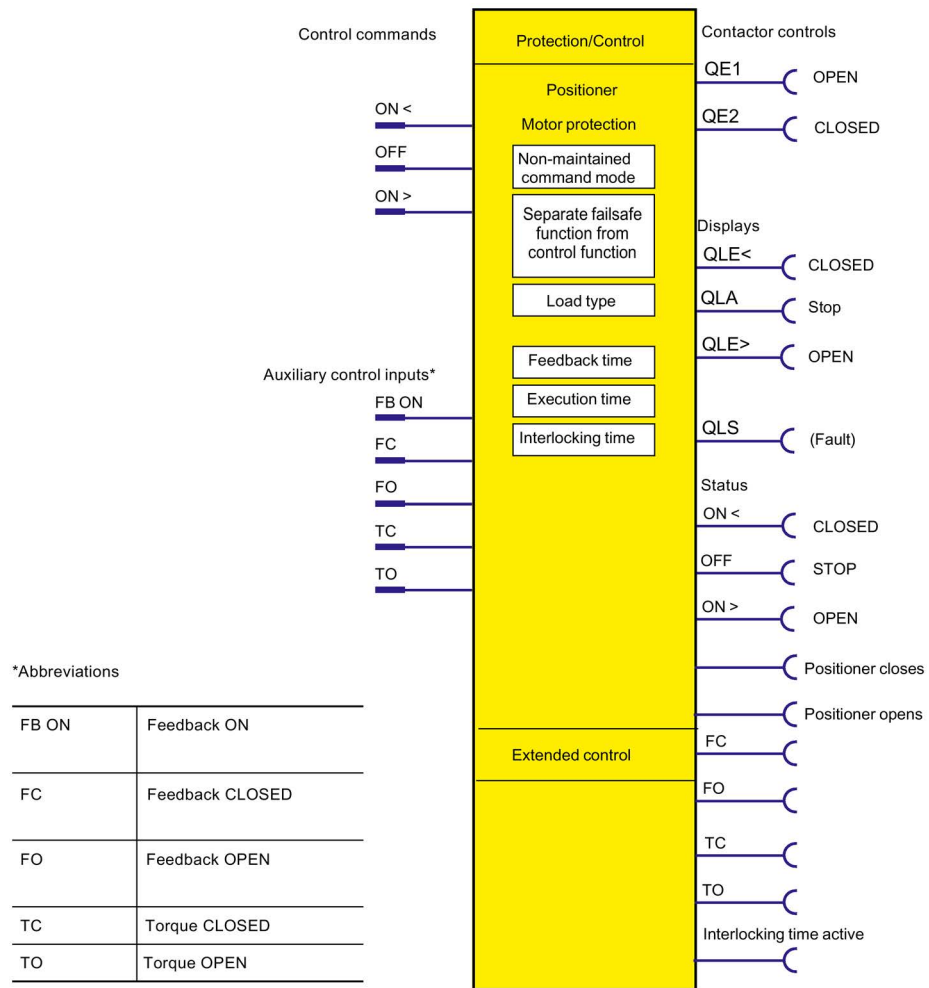 Control commands
ON <
OFF
ON >
Auxiliary control inputs*
FB ON
FC
FO
TC
TO
Protection/Control
Positioner
Motor protection
Non-maintained
command mode
Separate failsafe
function from
control function
Load type
Feedback time
Execution time
Interlocking time
Extended control
Contactor controls
QE1 OPEN
QE2 CLOSED
Displays
QLE< CLOSED
QLA Stop
QLE> OPEN
QLS (Fault)
Status
ON < CLOSED
OFF STOP
ON > OPEN
Positioner closes
Positioner opens
FC
FO
TC
TO
Interlocking time active
*Abbreviations
FB ON Feedback ON
FC Feedback CLOSED
FO Feedback OPEN
TC Torque CLOSED
TO Torque OPEN